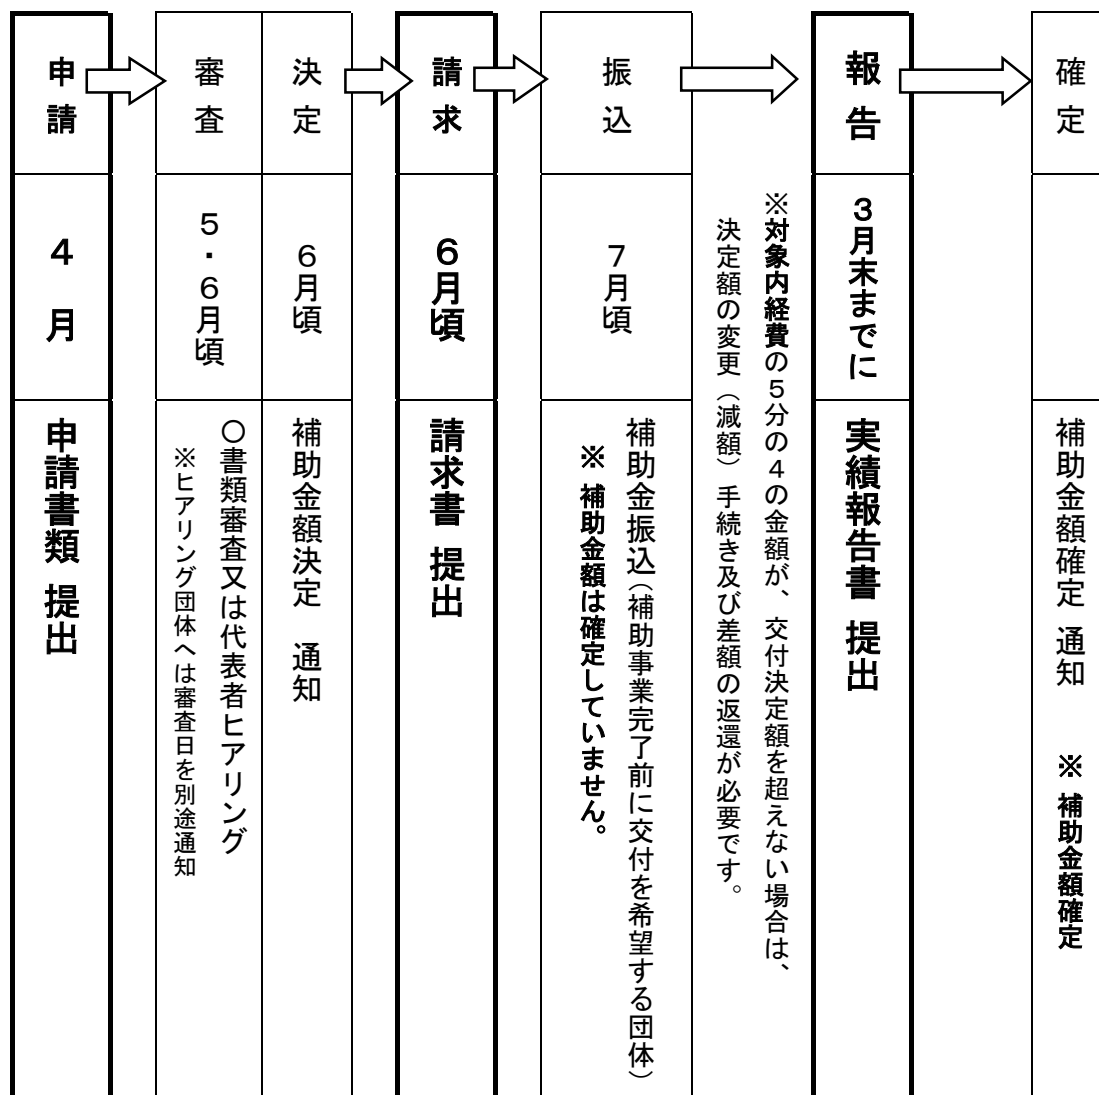 申請
４月
申請書類 提出
審査
５・６月頃
○書類審査又は代表者ヒアリング
※ヒアリング団体へは審査日を別途通知
決定
６月頃
補助金額決定 通知
請求
６月頃
請求書 提出
振込
７月頃
補助金振込（補助事業完了前に交付を希望する団体）
※ 補助金額は確定していません。
※対象内経費の５分の４の金額が、交付決定額を超えない場合は、
決定額の変更（減額）手続き及び差額の返還が必要です。
報告
３月末までに
実績報告書 提出
確定
補助金額確定 通知 ※ 補助金額確定